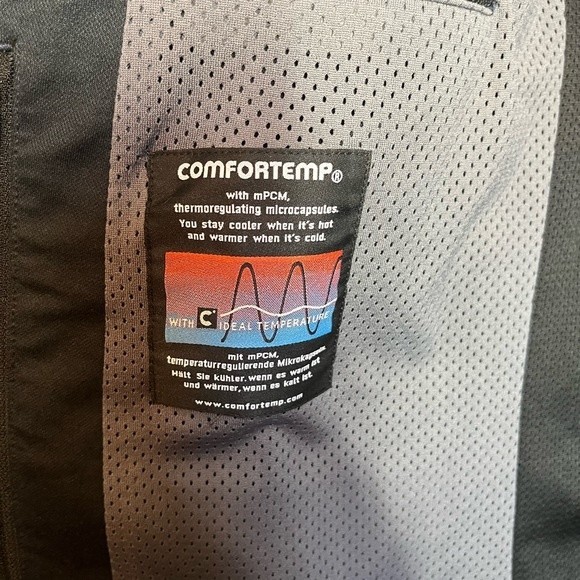 COMFORTEMP®
with mPCM,
thermoregulating microcapsules.
You stay cooler when it's hot
and warmer when it's cold.
WITH C° IDEAL TEMPERATURE
mit mPCM,
temperaturregulierende Mikrokapseln.
Hält Sie kühler, wenn es warm ist
und wärmer, wenn es kalt ist.
www.comfortemp.com